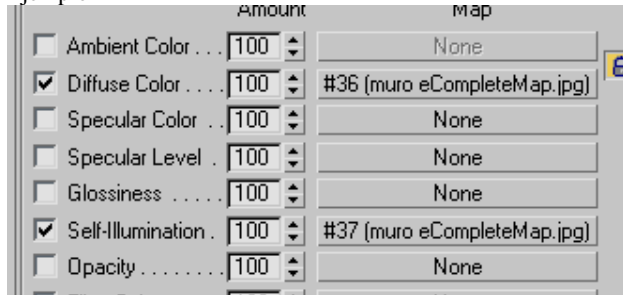 Amount Map
Ambient Color . . . 100 None
Diffuse Color . . . . 100 #36 (muro eCompleteMap.jpg)
Specular Color . . 100 None
Specular Level . 100 None
Glossiness . . . . . 100 None
Self-Illumination . 100 #37 (muro eCompleteMap.jpg)
Opacity . . . . . . . . 100 None